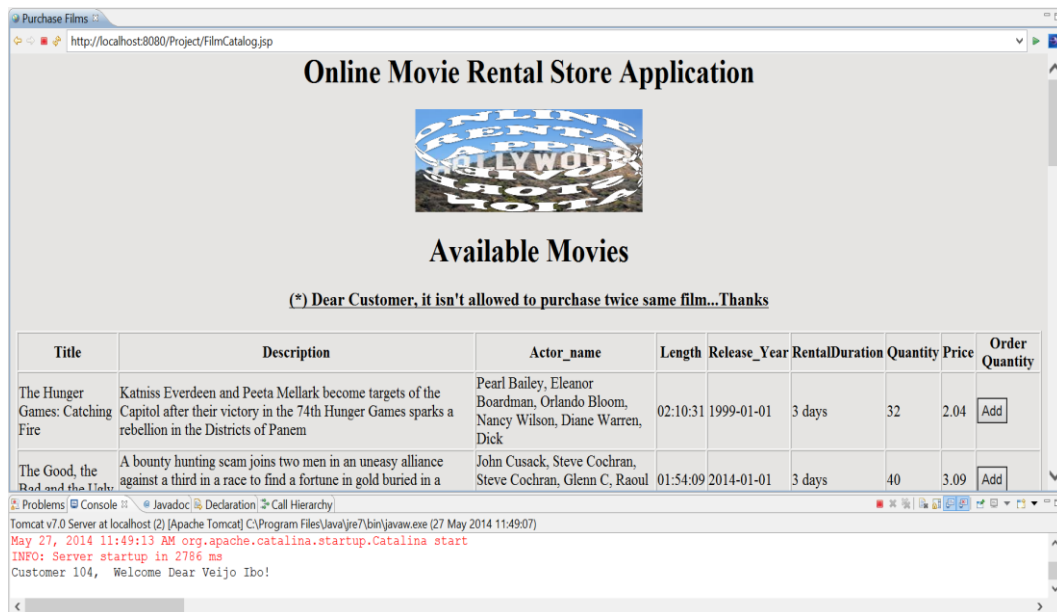 Purchase Films
http://localhost:8080/Project/FilmCatalog.jsp
Online Movie Rental Store Application
ONLINE
RENTA
APPI
HOLLYWOOD
Available Movies
(*) Dear Customer, it isn't allowed to purchase twice same film...Thanks
Title Description Actor_name Length Release_Year RentalDuration Quantity Price Order Quantity
The Hunger Games: Catching Fire Katniss Everdeen and Peeta Mellark become targets of the Capitol after their victory in the 74th Hunger Games sparks a rebellion in the Districts of Panem Pearl Bailey, Eleanor Boardman, Orlando Bloom, Nancy Wilson, Diane Warren, Dick 02:10:31 1999-01-01 3 days 32 2.04 Add
The Good, the Bad and the Ugly A bounty hunting scam joins two men in an uneasy alliance against a third in a race to find a fortune in gold buried in a John Cusack, Steve Cochran, Steve Cochran, Glenn C, Raoul 01:54:09 2014-01-01 3 days 40 3.09 Add
Problems Console Javadoc Declaration Call Hierarchy
Tomcat v7.0 Server at localhost (2) [Apache Tomcat] C:\Program Files\Java\jre7\bin\javaw.exe (27 May 2014 11:49:07)
May 27, 2014 11:49:13 AM org.apache.catalina.startup.Catalina start
INFO: Server startup in 2786 ms
Customer 104, Welcome Dear Veijo Ibo!